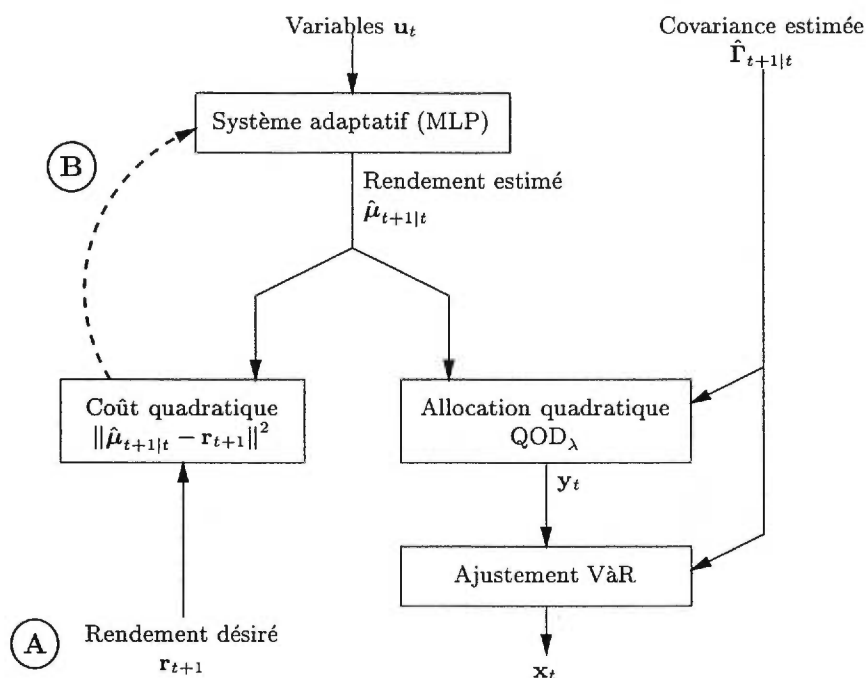 Variables u_t
Covariance estimée
Γ̂_{t+1|t}
Système adaptatif (MLP)
B
Rendement estimé
μ̂_{t+1|t}
Coût quadratique
‖μ̂_{t+1|t} − r_{t+1}‖²
Allocation quadratique
QOD_λ
y_t
Ajustement VàR
A
Rendement désiré
r_{t+1}
x_t